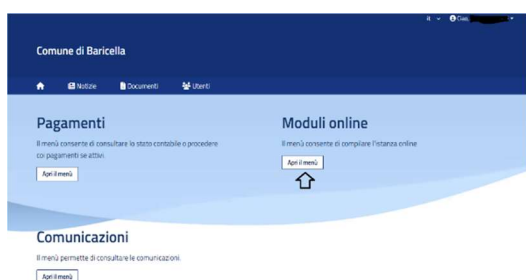 it Ciao,
Comune di Baricella
Notizie Documenti Utenti
Pagamenti
Il menù consente di consultare lo stato contabile o procedere
coi pagamenti se attivi.
Apri il menù
Moduli online
Il menù consente di compilare l'istanza online
Apri il menù
Comunicazioni
Il menù permette di consultare le comunicazioni.
Apri il menù